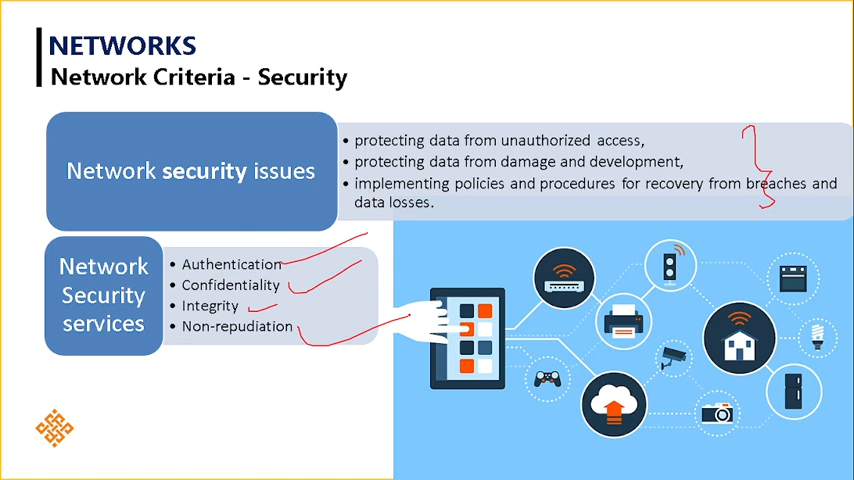 NETWORKS
Network Criteria - Security
Network security issues
• protecting data from unauthorized access,
• protecting data from damage and development,
• implementing policies and procedures for recovery from breaches and
data losses.
Network
Security
services
• Authentication
• Confidentiality
• Integrity
• Non-repudiation